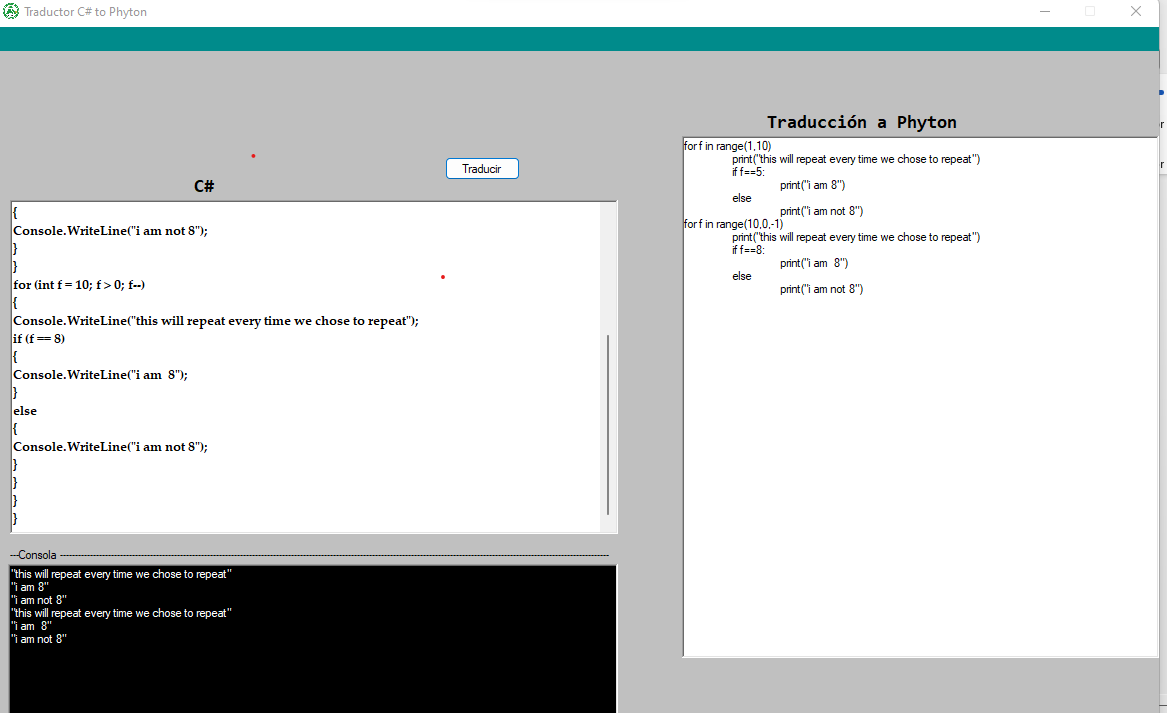 Traductor C# to Phyton
Traducción a Phyton
Traducir
C#
{
Console.WriteLine("i am not 8");
}
}
for (int f = 10; f > 0; f--)
{
Console.WriteLine("this will repeat every time we chose to repeat");
if (f == 8)
{
Console.WriteLine("i am  8");
}
else
{
Console.WriteLine("i am not 8");
}
}
}
}
for f in range(1,10)
print("this will repeat every time we chose to repeat")
if f==5:
print("i am 8")
else
print("i am not 8")
for f in range(10,0,-1)
print("this will repeat every time we chose to repeat")
if f==8:
print("i am  8")
else
print("i am not 8")
---Consola ---
"this will repeat every time we chose to repeat"
"i am 8"
"i am not 8"
"this will repeat every time we chose to repeat"
"i am  8"
"i am not 8"